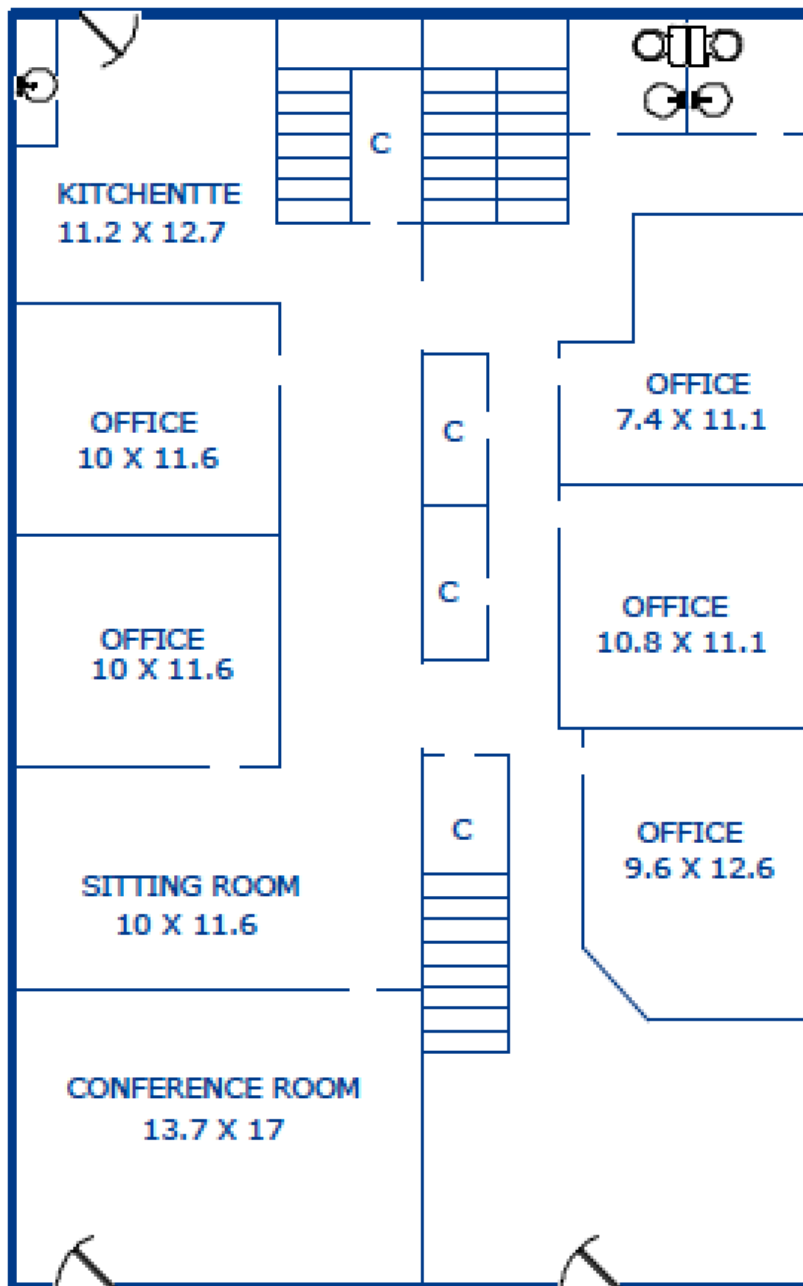 C
KITCHENTTE
11.2 X 12.7
OFFICE
7.4 X 11.1
OFFICE
10 X 11.6
C
C
OFFICE
10.8 X 11.1
OFFICE
10 X 11.6
C
OFFICE
9.6 X 12.6
SITTING ROOM
10 X 11.6
CONFERENCE ROOM
13.7 X 17